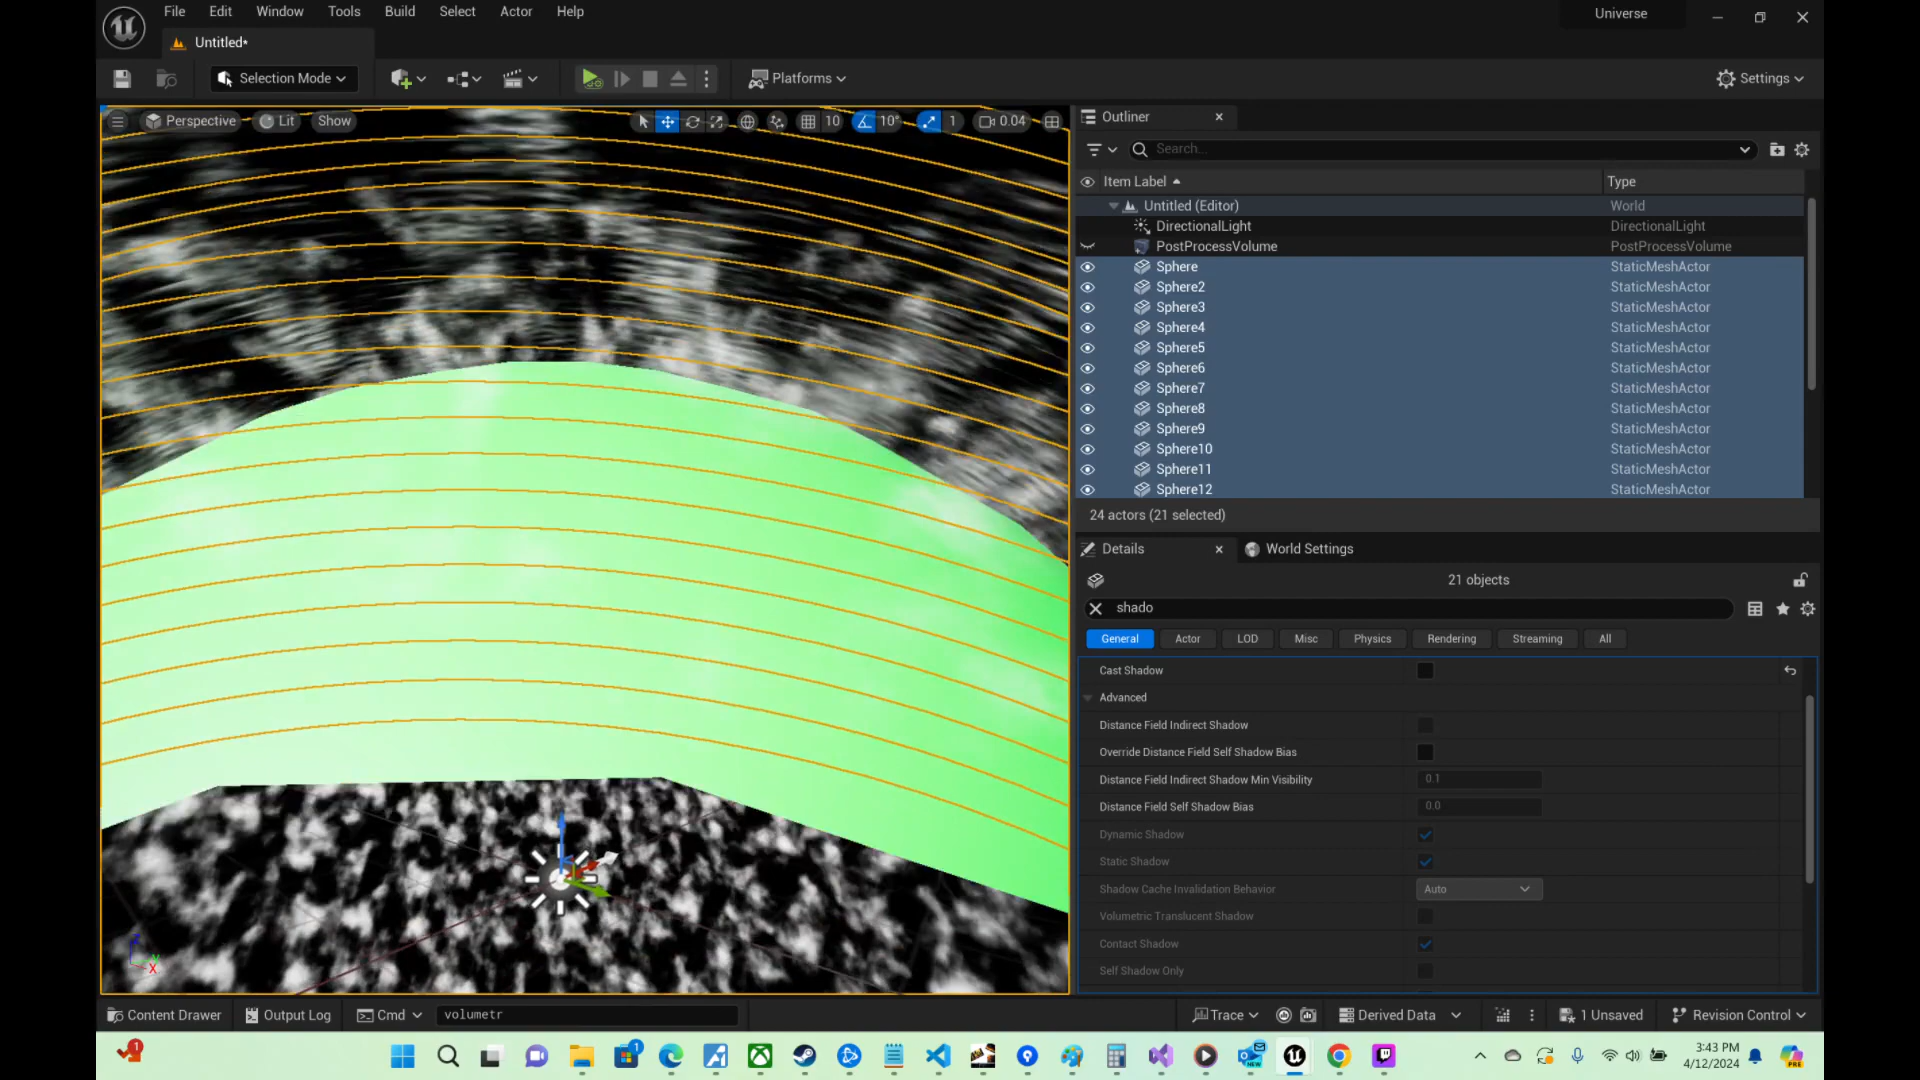 File Edit Window Tools Build Select Actor Help
Universe
Untitled*
Selection Mode
Platforms
Settings
Perspective Lit Show
10 10° 1 0.04
Outliner
Search...
Item Label Type
Untitled (Editor) World
DirectionalLight DirectionalLight
PostProcessVolume PostProcessVolume
Sphere StaticMeshActor
Sphere2 StaticMeshActor
Sphere3 StaticMeshActor
Sphere4 StaticMeshActor
Sphere5 StaticMeshActor
Sphere6 StaticMeshActor
Sphere7 StaticMeshActor
Sphere8 StaticMeshActor
Sphere9 StaticMeshActor
Sphere10 StaticMeshActor
Sphere11 StaticMeshActor
Sphere12 StaticMeshActor
24 actors (21 selected)
Details World Settings
21 objects
shado
General Actor LOD Misc Physics Rendering Streaming All
Cast Shadow
Advanced
Distance Field Indirect Shadow
Override Distance Field Self Shadow Bias
Distance Field Indirect Shadow Min Visibility 0.1
Distance Field Self Shadow Bias 0.0
Dynamic Shadow
Static Shadow
Shadow Cache Invalidation Behavior Auto
Volumetric Translucent Shadow
Contact Shadow
Self Shadow Only
Z Y X
Content Drawer Output Log Cmd volumetr Trace Derived Data 1 Unsaved Revision Control
1 1 NEW PRE
3:43 PM
4/12/2024